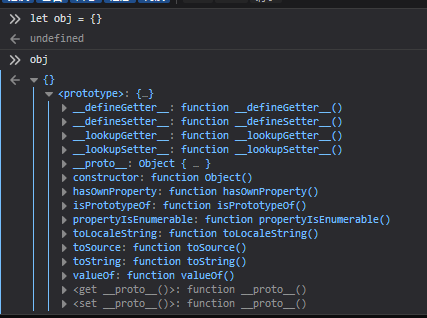 let obj = {}
undefined
obj
{}
<prototype>: {…}
__defineGetter__: function __defineGetter__()
__defineSetter__: function __defineSetter__()
__lookupGetter__: function __lookupGetter__()
__lookupSetter__: function __lookupSetter__()
__proto__: Object { … }
constructor: function Object()
hasOwnProperty: function hasOwnProperty()
isPrototypeOf: function isPrototypeOf()
propertyIsEnumerable: function propertyIsEnumerable()
toLocaleString: function toLocaleString()
toSource: function toSource()
toString: function toString()
valueOf: function valueOf()
<get __proto__()>: function __proto__()
<set __proto__()>: function __proto__()